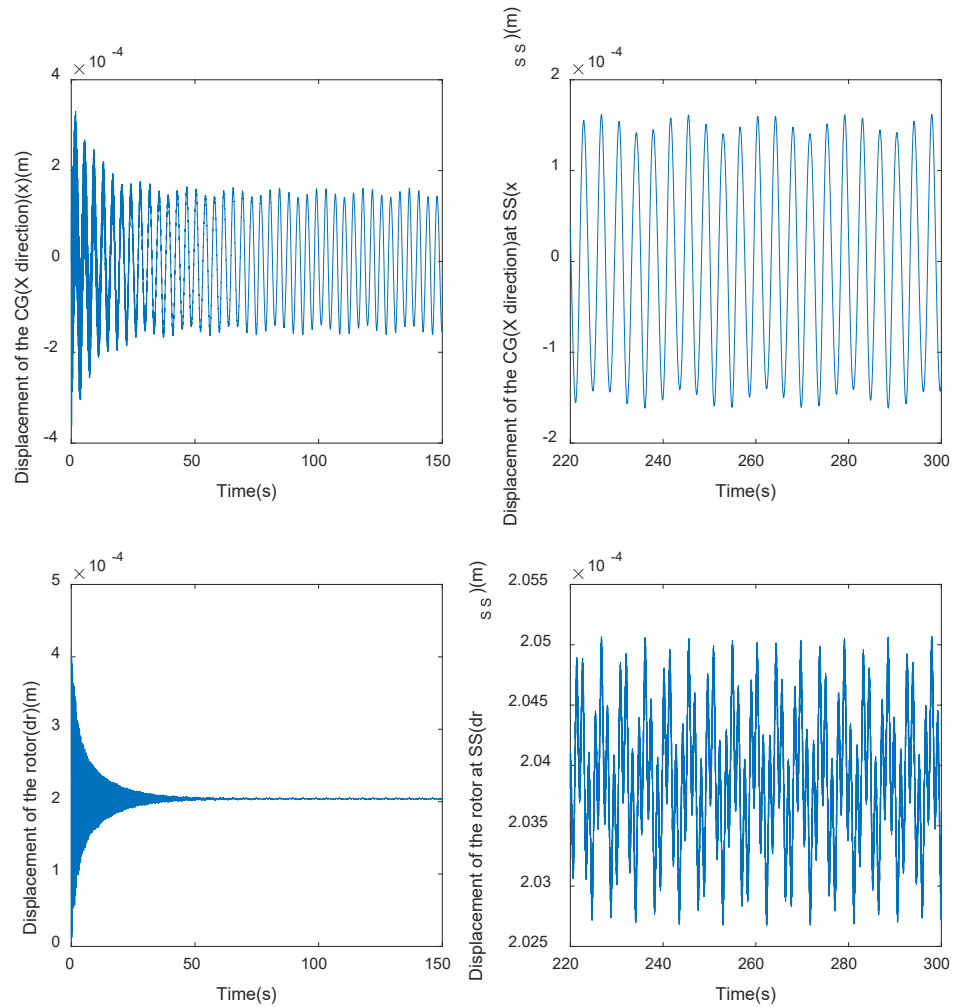 × 10 -4
4
2
0
-2
-4
0
50
100
150
Time(s)
Displacement of the CG(X direction)(x)(m)
× 10 -4
2
1
0
-1
-2
220
240
260
280
300
Time(s)
Displacement of the CG(X direction)at SS(x
S S )(m)
× 10 -4
5
4
3
2
1
0
0
50
100
150
Time(s)
Displacement of the rotor(dr)(m)
× 10 -4
2.055
2.05
2.045
2.04
2.035
2.03
2.025
220
240
260
280
300
Time(s)
Displacement of the rotor at SS(dr
S S )(m)